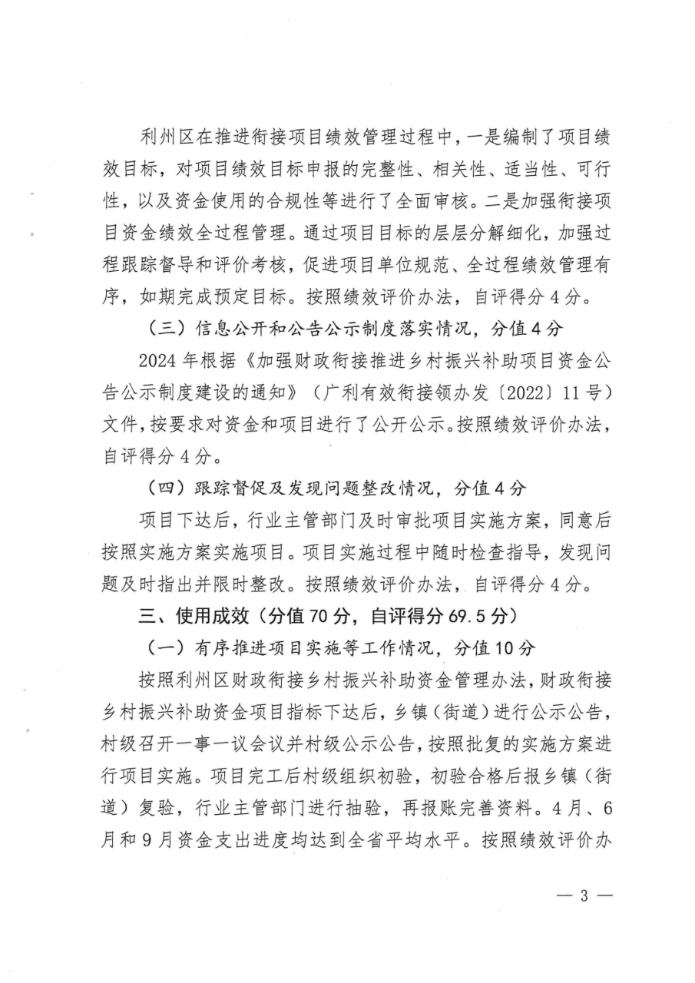 利州区在推进衔接项目绩效管理过程中，一是编制了项目绩
效目标，对项目绩效目标申报的完整性、相关性、适当性、可行
性，以及资金使用的合规性等进行了全面审核。二是加强衔接项
目资金绩效全过程管理。通过项目目标的层层分解细化，加强过
程跟踪督导和评价考核，促进项目单位规范、全过程绩效管理有
序，如期完成预定目标。按照绩效评价办法，自评得分4分。
（三）信息公开和公告公示制度落实情况，分值4分
2024年根据《加强财政衔接推进乡村振兴补助项目资金公
告公示制度建设的通知》（广利有效衔接领办发〔2022〕11号）
文件，按要求对资金和项目进行了公开公示。按照绩效评价办法，
自评得分4分。
（四）跟踪督促及发现问题整改情况，分值4分
项目下达后，行业主管部门及时审批项目实施方案，同意后
按照实施方案实施项目。项目实施过程中随时检查指导，发现问
题及时指出并限时整改。按照绩效评价办法，自评得分4分。
三、使用成效（分值70分，自评得分69.5分）
（一）有序推进项目实施等工作情况，分值10分
按照利州区财政衔接乡村振兴补助资金管理办法，财政衔接
乡村振兴补助资金项目指标下达后，乡镇（街道）进行公示公告，
村级召开一事一议会议并村级公示公告，按照批复的实施方案进
行项目实施。项目完工后村级组织初验，初验合格后报乡镇（街
道）复验，行业主管部门进行抽验，再报账完善资料。4月、6
月和9月资金支出进度均达到全省平均水平。按照绩效评价办
— 3 —